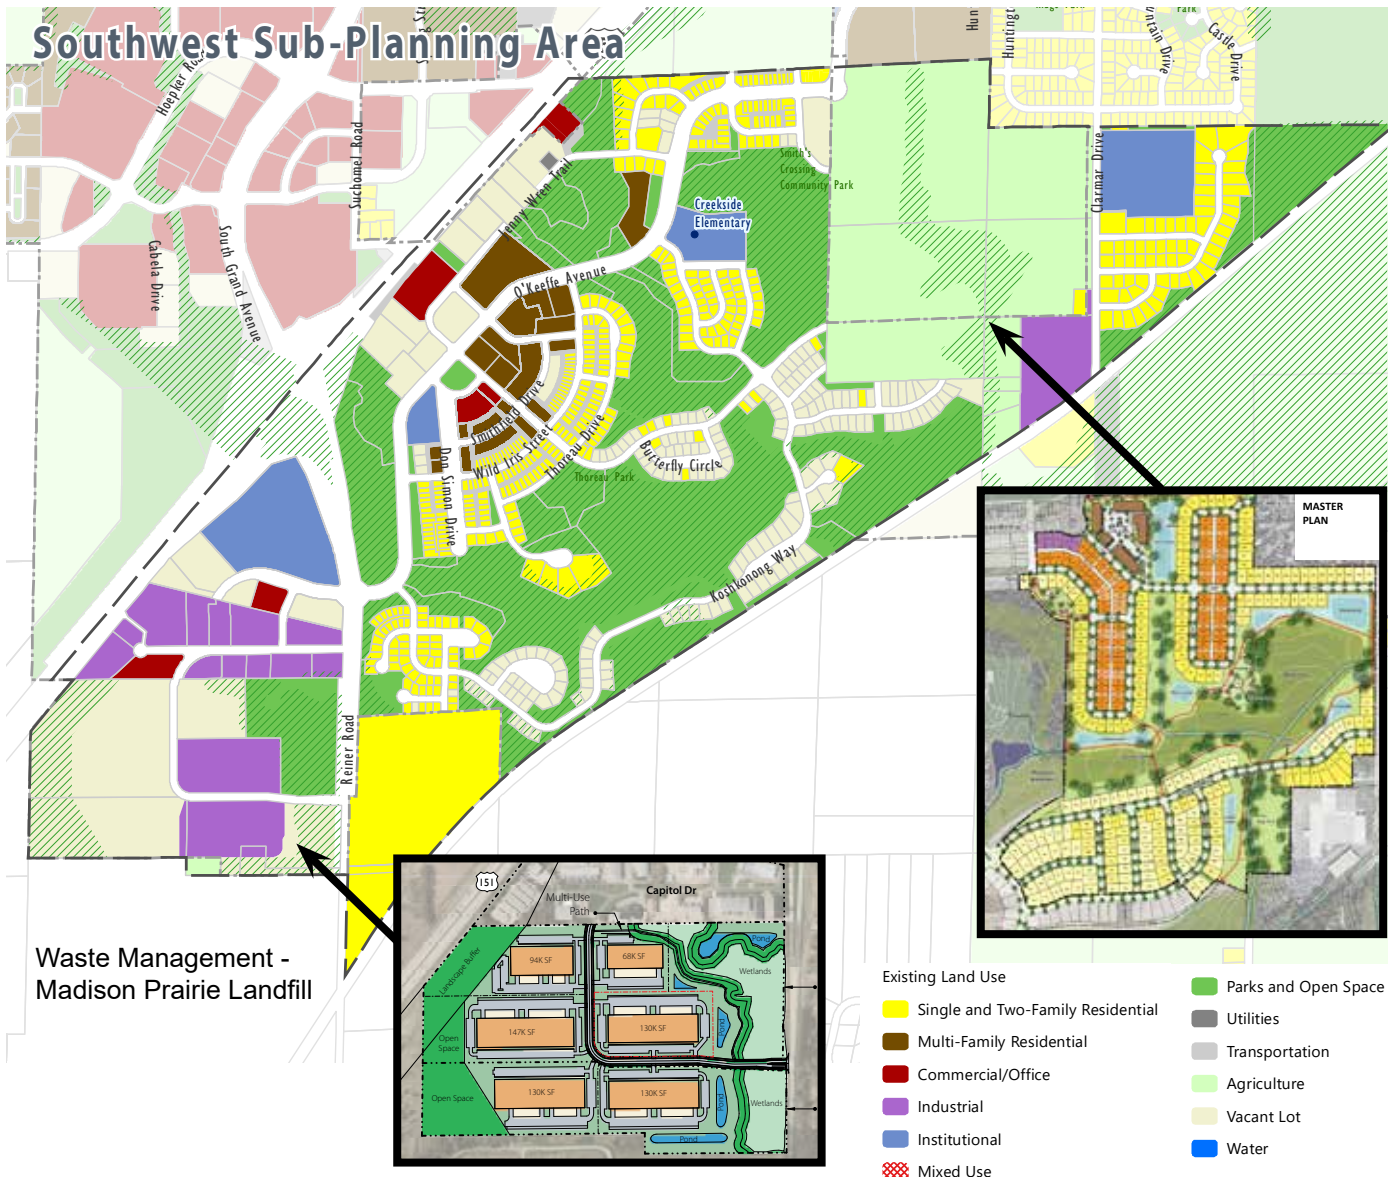 Southwest Sub-Planning Area
Park
Hoepker Road
Suchomel Road
Huntington
Castle Drive
Clarmar Drive
Smith's
Crossing
Community Park
Jenny Wren Trail
Creekside
Elementary
Cabela Drive
South Grand Avenue
O'Keeffe Avenue
Smithfield Drive
Wild Iris Street
Thoreau Drive
Don Simon Drive
Thoreau Park
Butterfly Circle
Koshkonong Way
Reiner Road
MASTER
PLAN
Waste Management -
Madison Prairie Landfill
151
Capitol Dr
Multi-Use
Path
Landscape Buffer
Pond
94K SF
68K SF
Wetlands
147K SF
130K SF
Pond
Open
Space
Open Space
130K SF
130K SF
Pond
Wetlands
Pond
Existing Land Use
Single and Two-Family Residential
Multi-Family Residential
Commercial/Office
Industrial
Institutional
Mixed Use
Parks and Open Space
Utilities
Transportation
Agriculture
Vacant Lot
Water